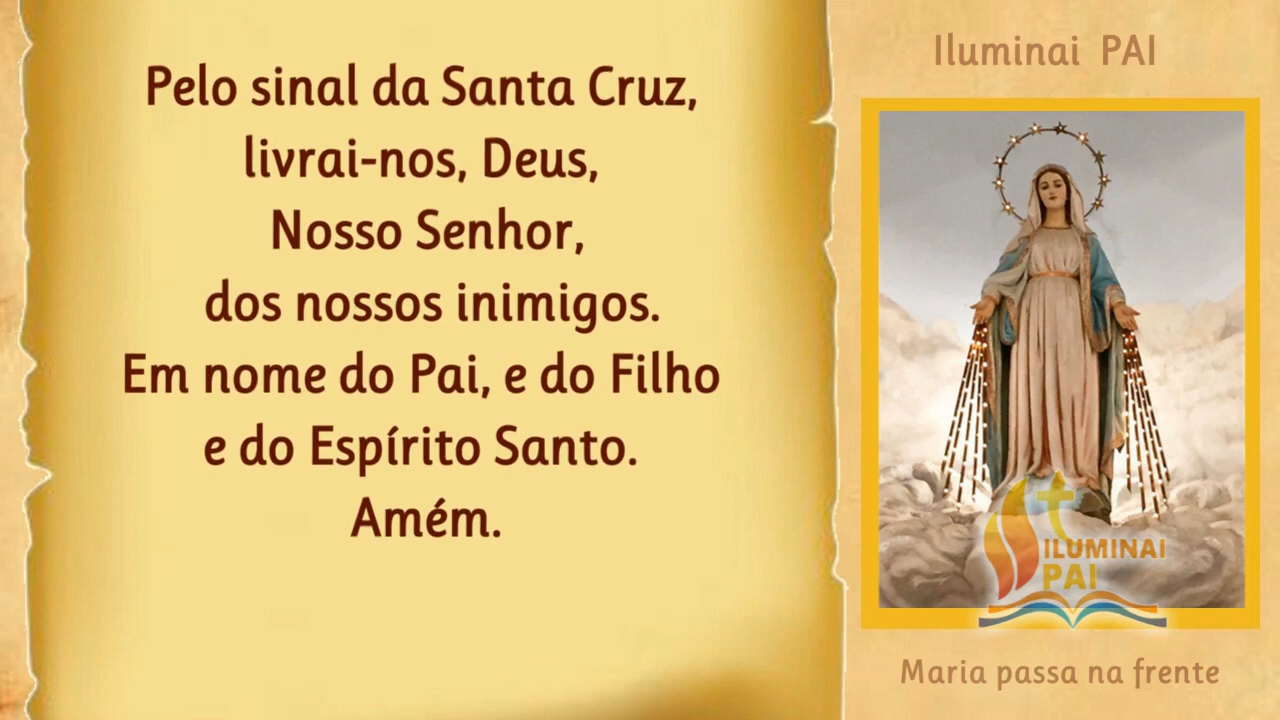 Pelo sinal da Santa Cruz,
livrai-nos, Deus,
Nosso Senhor,
dos nossos inimigos.
Em nome do Pai, e do Filho
e do Espírito Santo.
Amém.
Iluminai PAI
ILUMINAI
PAI
Maria passa na frente